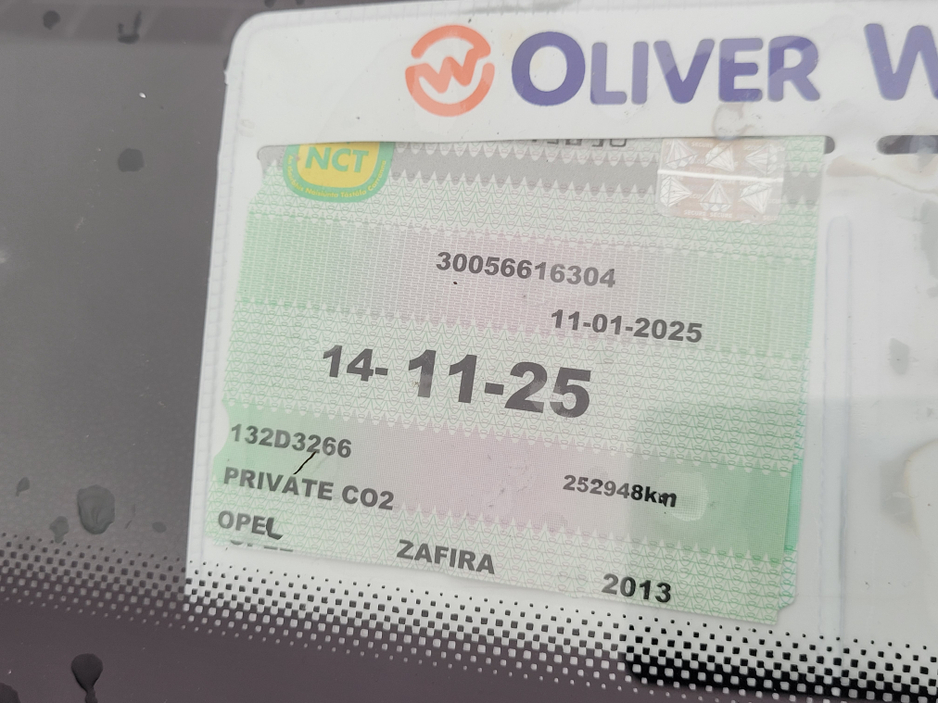 OLIVER
NCT
30056616304
11-01-2025
14-11-25
132D3266
252948km
PRIVATE CO2
OPEL
ZAFIRA
2013